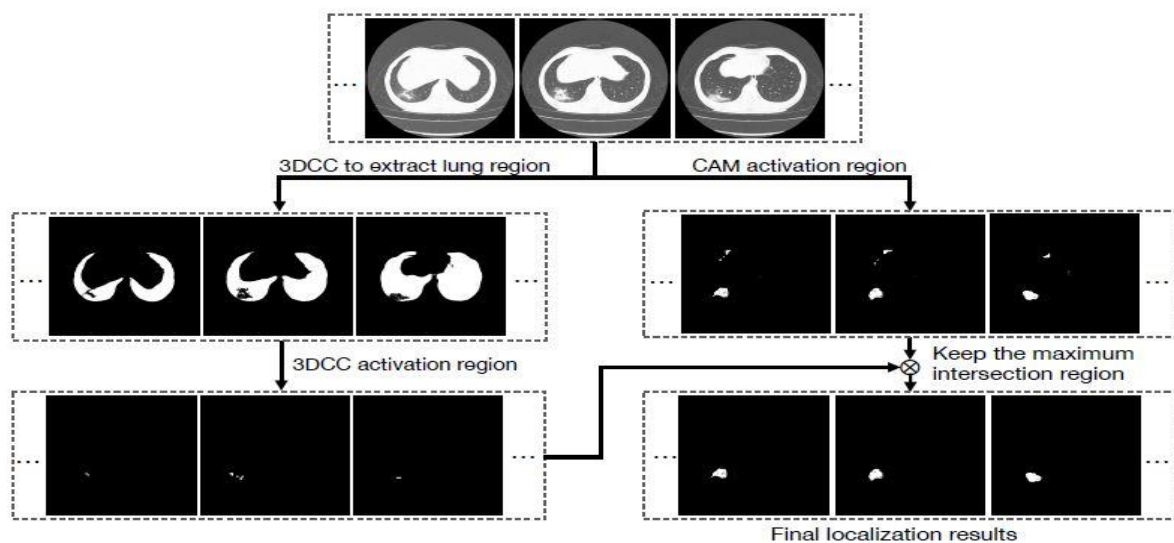 3DCC to extract lung region
CAM activation region
3DCC activation region
Keep the maximum
intersection region
Final localization results